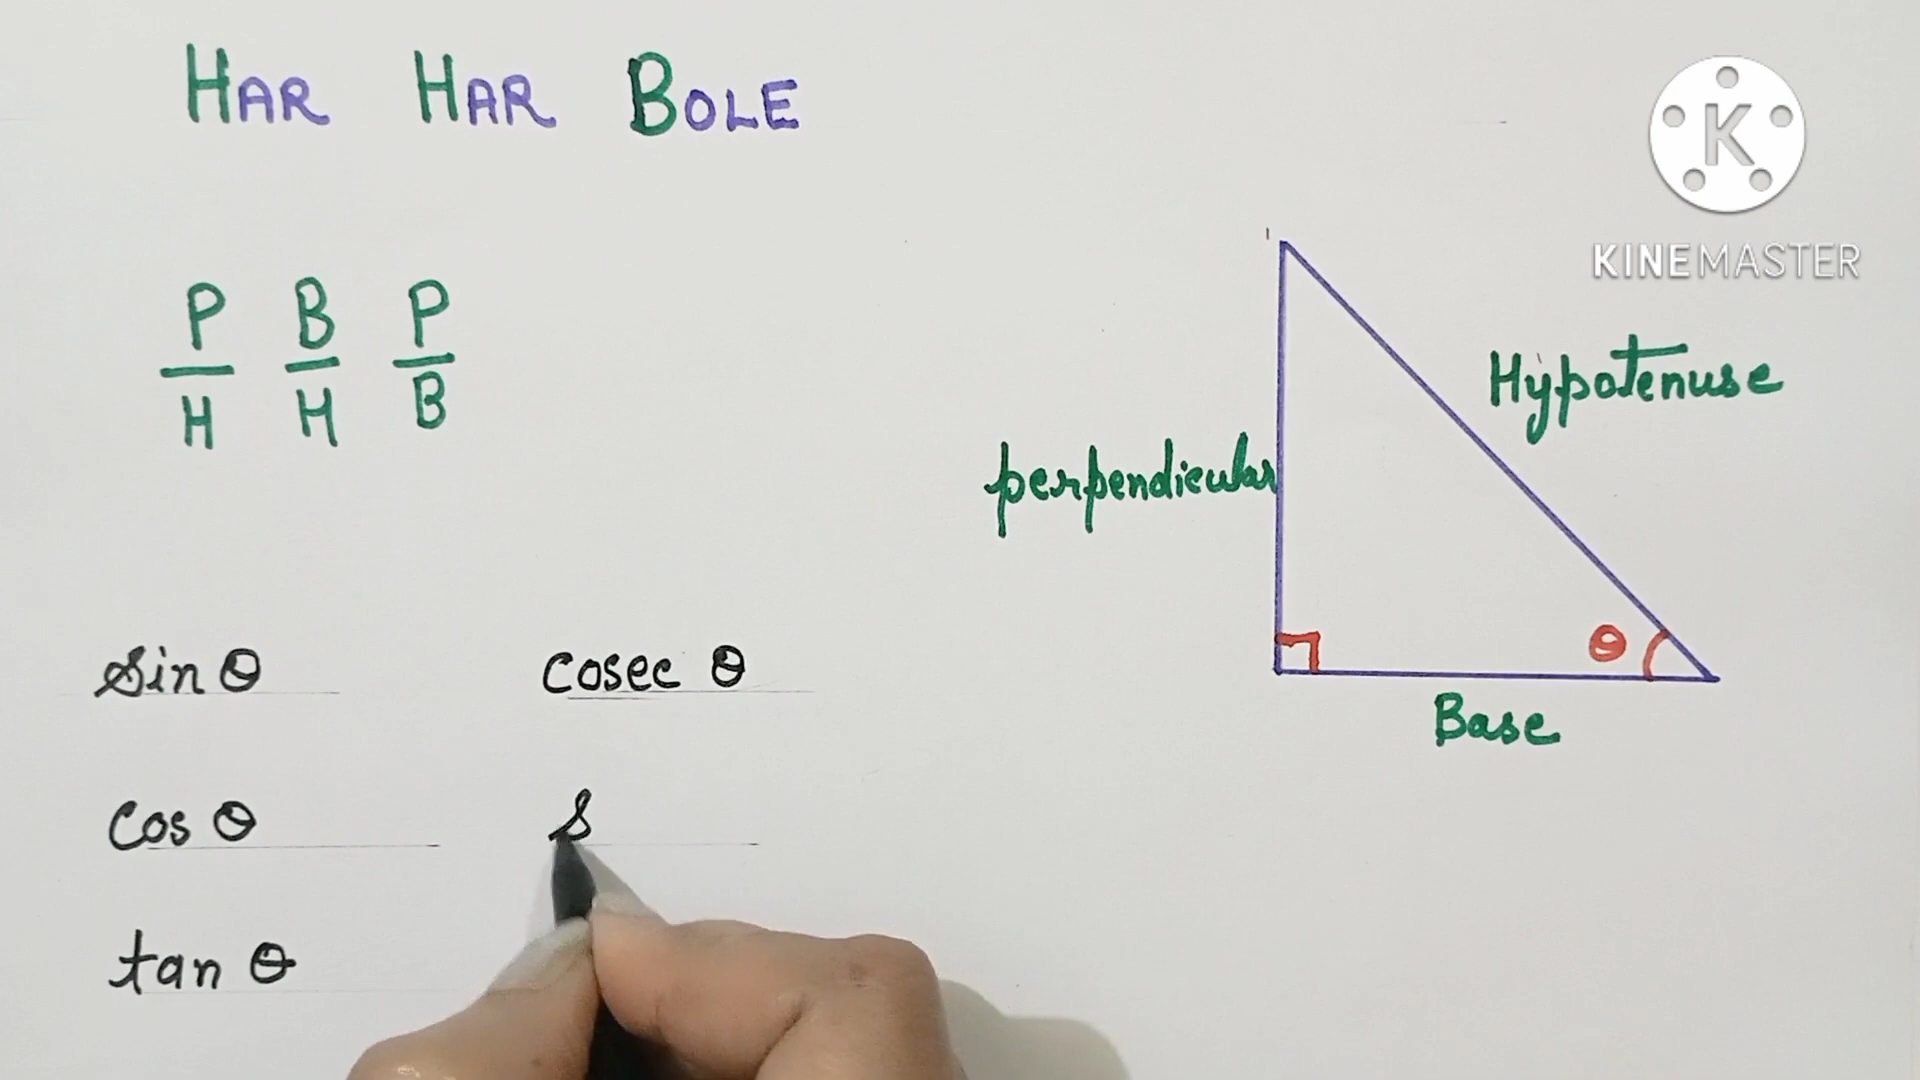 HAR HAR BOLE
K
KINEMASTER
P B P
H H B
Hypotenuse
perpendicular
θ
Base
sin θ cosec θ
cos θ s
tan θ